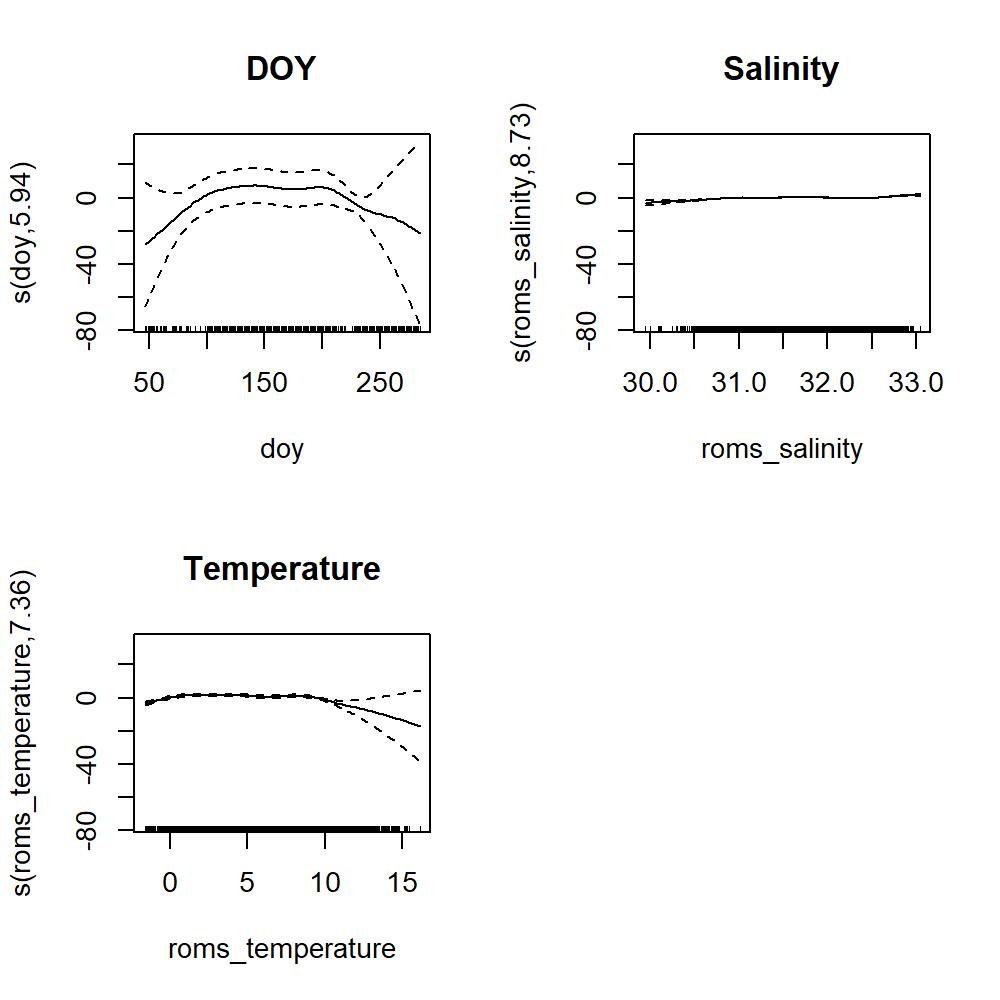 DOY
s(doy,5.94)
0
-40
-80
50 150 250
doy
Salinity
s(roms_salinity,8.73)
0
-40
-80
30.0 31.0 32.0 33.0
roms_salinity
Temperature
s(roms_temperature,7.36)
0
-40
-80
0 5 10 15
roms_temperature